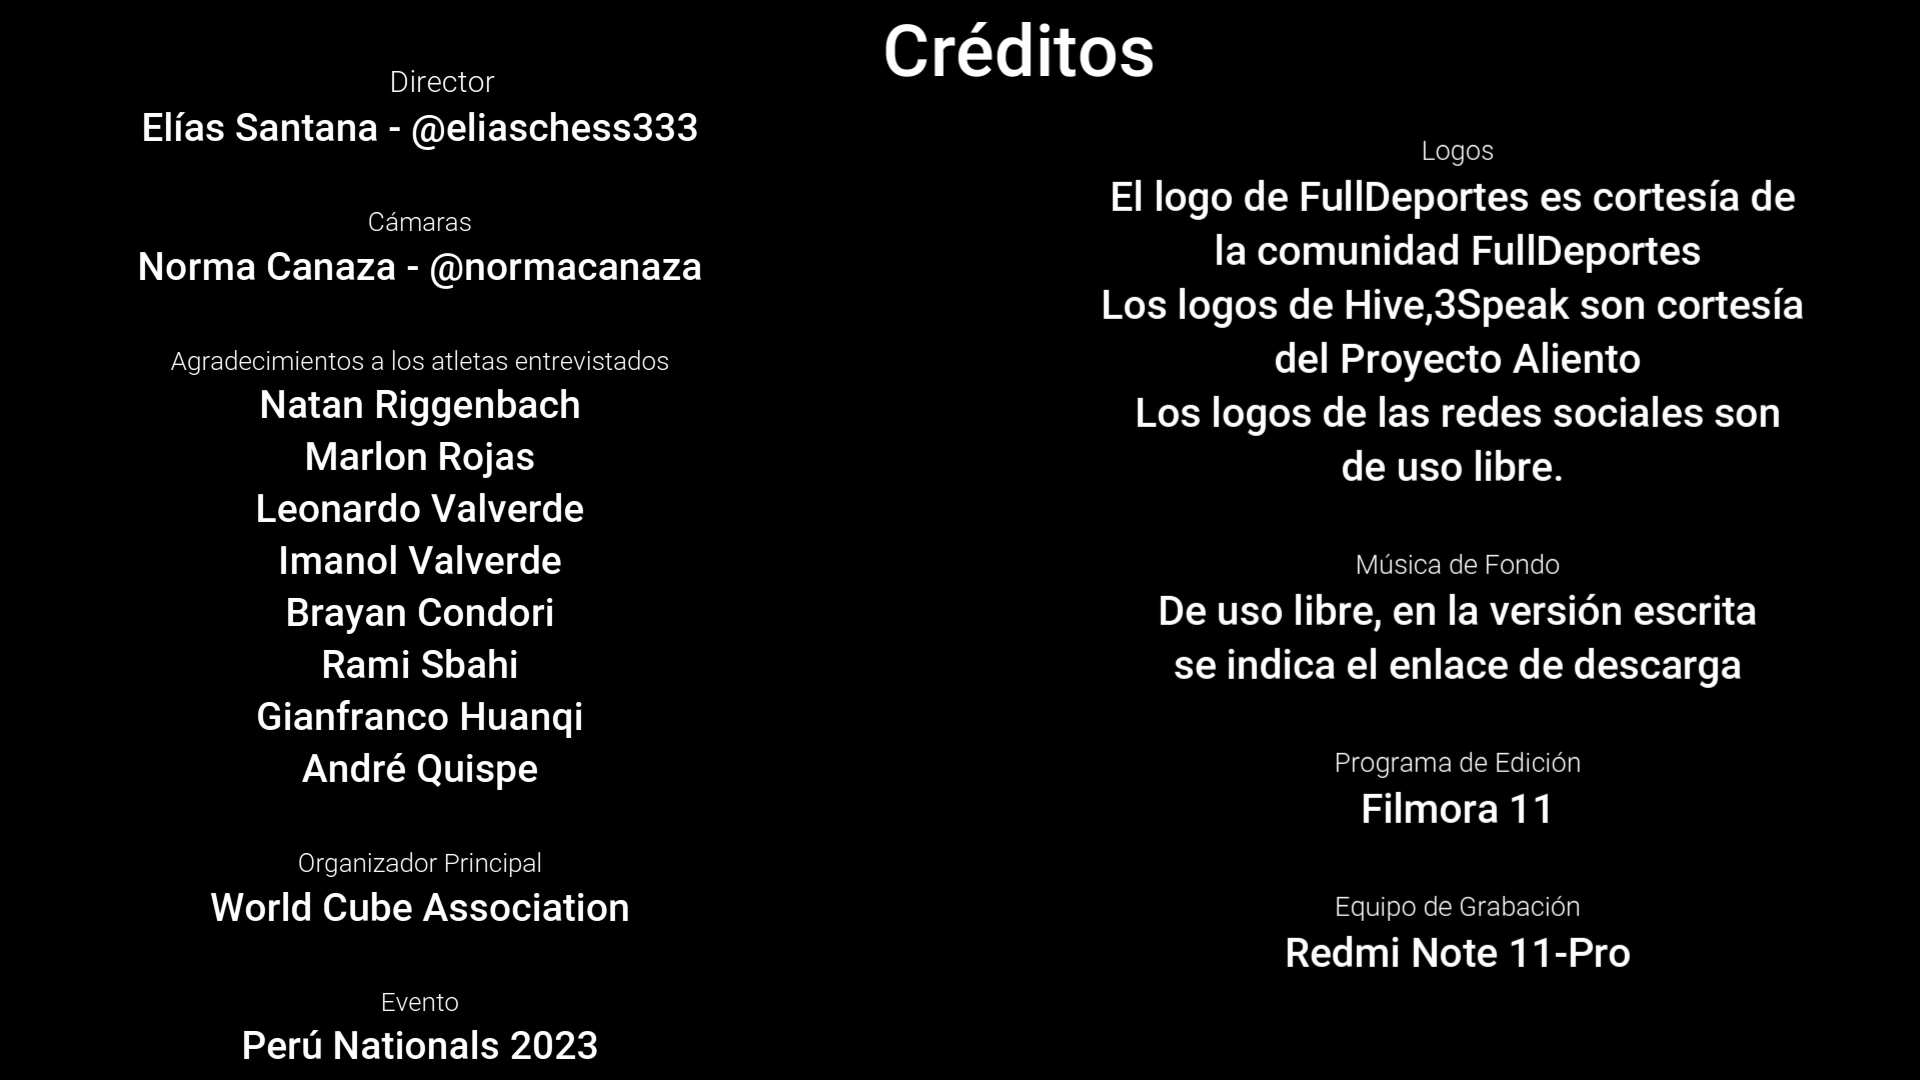 Créditos
Director
Elías Santana - @eliaschess333
Cámaras
Norma Canaza - @normacanaza
Agradecimientos a los atletas entrevistados
Natan Riggenbach
Marlon Rojas
Leonardo Valverde
Imanol Valverde
Brayan Condori
Rami Sbahi
Gianfranco Huanqi
André Quispe
Organizador Principal
World Cube Association
Evento
Perú Nationals 2023
Logos
El logo de FullDeportes es cortesía de
la comunidad FullDeportes
Los logos de Hive,3Speak son cortesía
del Proyecto Aliento
Los logos de las redes sociales son
de uso libre.
Música de Fondo
De uso libre, en la versión escrita
se indica el enlace de descarga
Programa de Edición
Filmora 11
Equipo de Grabación
Redmi Note 11-Pro